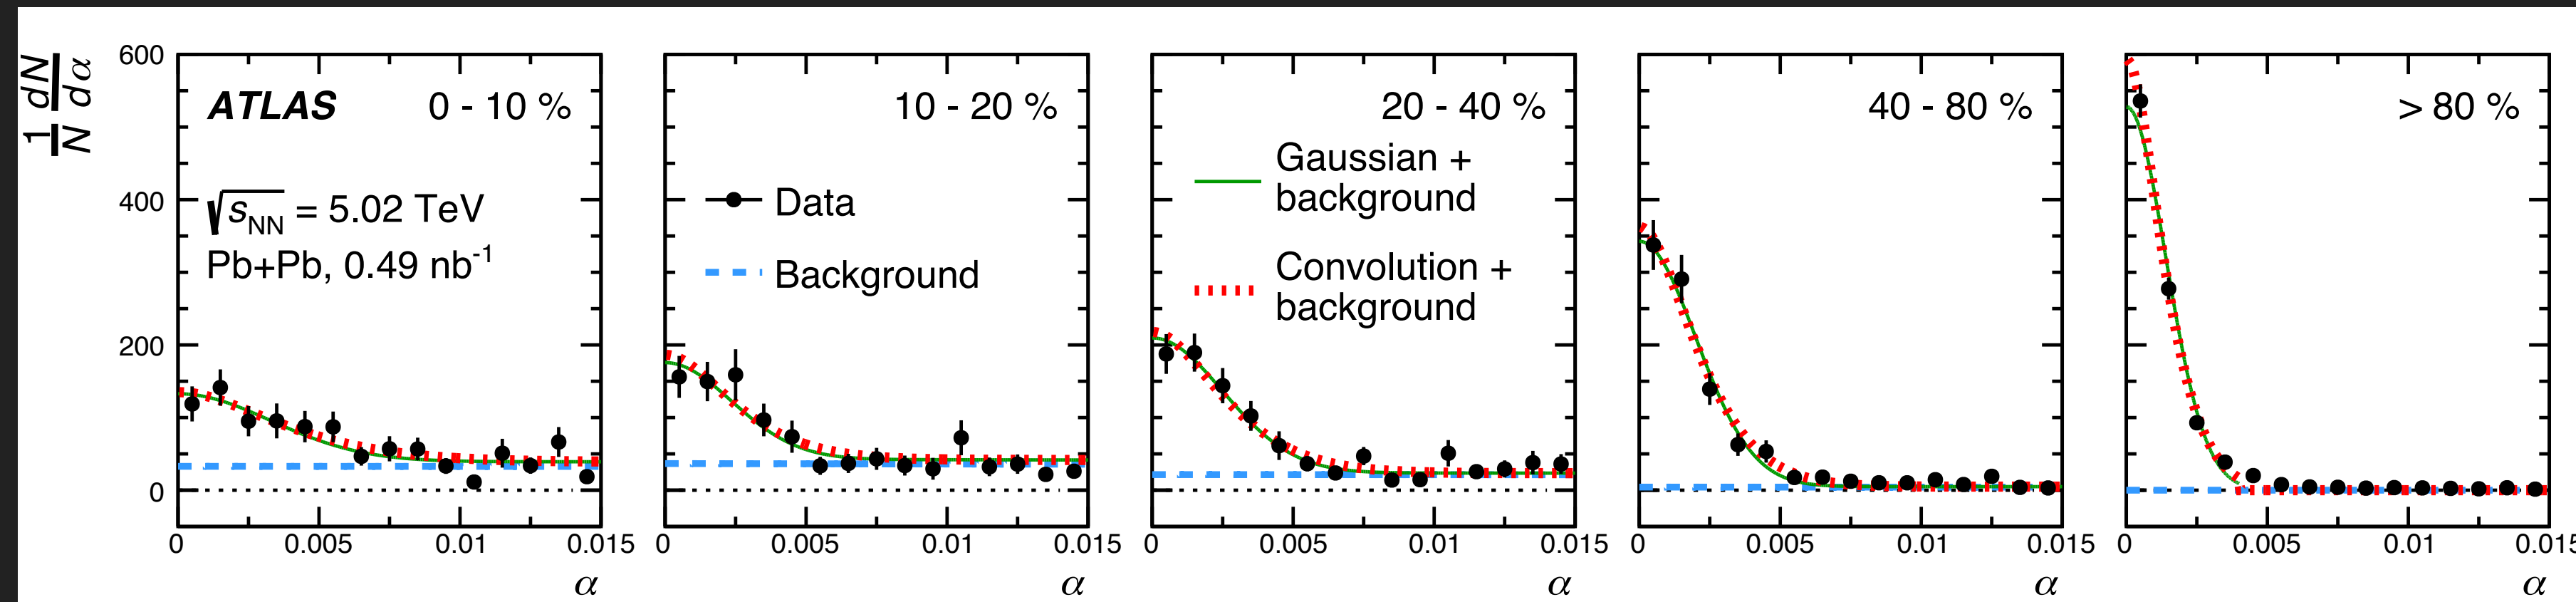 1/N dN/dα
600
400
200
0
ATLAS 0 - 10 %
√sNN = 5.02 TeV
Pb+Pb, 0.49 nb-1
0 0.005 0.01 0.015
α
10 - 20 %
Data
Background
0 0.005 0.01 0.015
α
20 - 40 %
Gaussian +
background
Convolution +
background
0 0.005 0.01 0.015
α
40 - 80 %
0 0.005 0.01 0.015
α
> 80 %
0 0.005 0.01 0.015
α